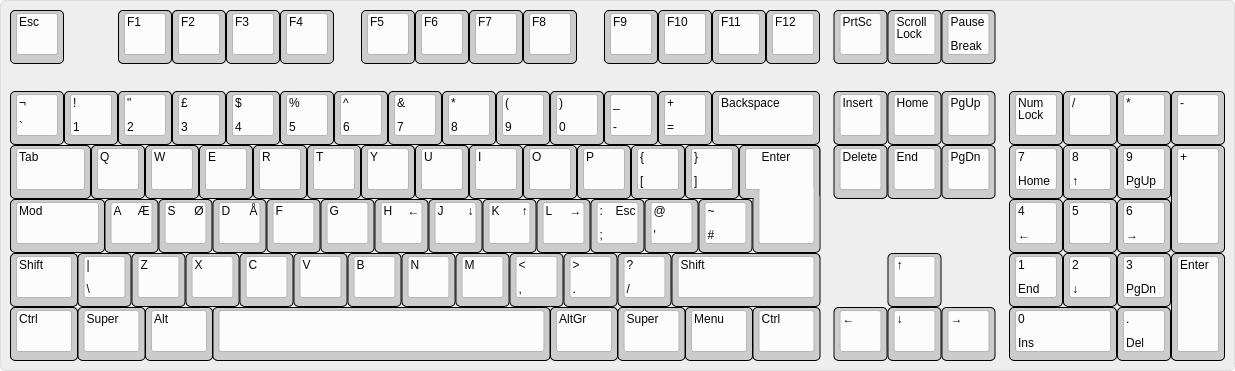 Esc F1 F2 F3 F4 F5 F6 F7 F8 F9 F10 F11 F12 PrtSc Scroll Pause
Lock
Break
¬ ! " £ $ % ^ & * ( ) _ + Backspace Insert Home PgUp Num / * -
Lock
` 1 2 3 4 5 6 7 8 9 0 - =
Tab Q W E R T Y U I O P { } Enter Delete End PgDn 7 8 9 +
[ ] Home ↑ PgUp
Mod A Æ S Ø D Å F G H ← J ↓ K ↑ L → : Esc @ ~ 4 5 6
; ' # ← →
Shift | Z X C V B N M < > ? Shift ↑ 1 2 3 Enter
\ , . / End ↓ PgDn
Ctrl Super Alt AltGr Super Menu Ctrl ← ↓ → 0 .
Ins Del